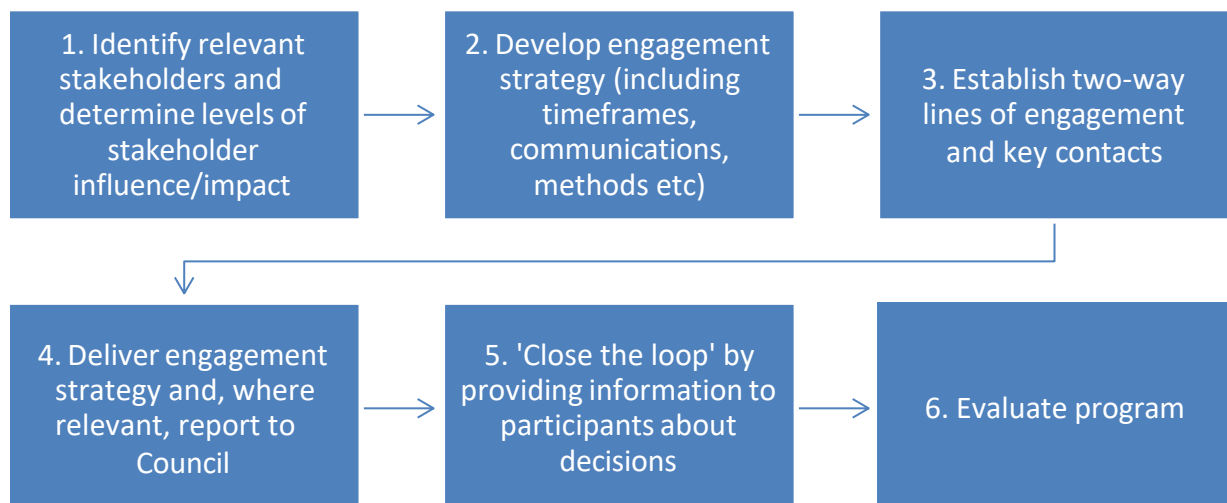 1. Identify relevant
stakeholders and
determine levels of
stakeholder
influence/impact
2. Develop engagement
strategy (including
timeframes,
communications,
methods etc)
3. Establish two-way
lines of engagement
and key contacts
4. Deliver engagement
strategy and, where
relevant, report to
Council
5. 'Close the loop' by
providing information to
participants about
decisions
6. Evaluate program